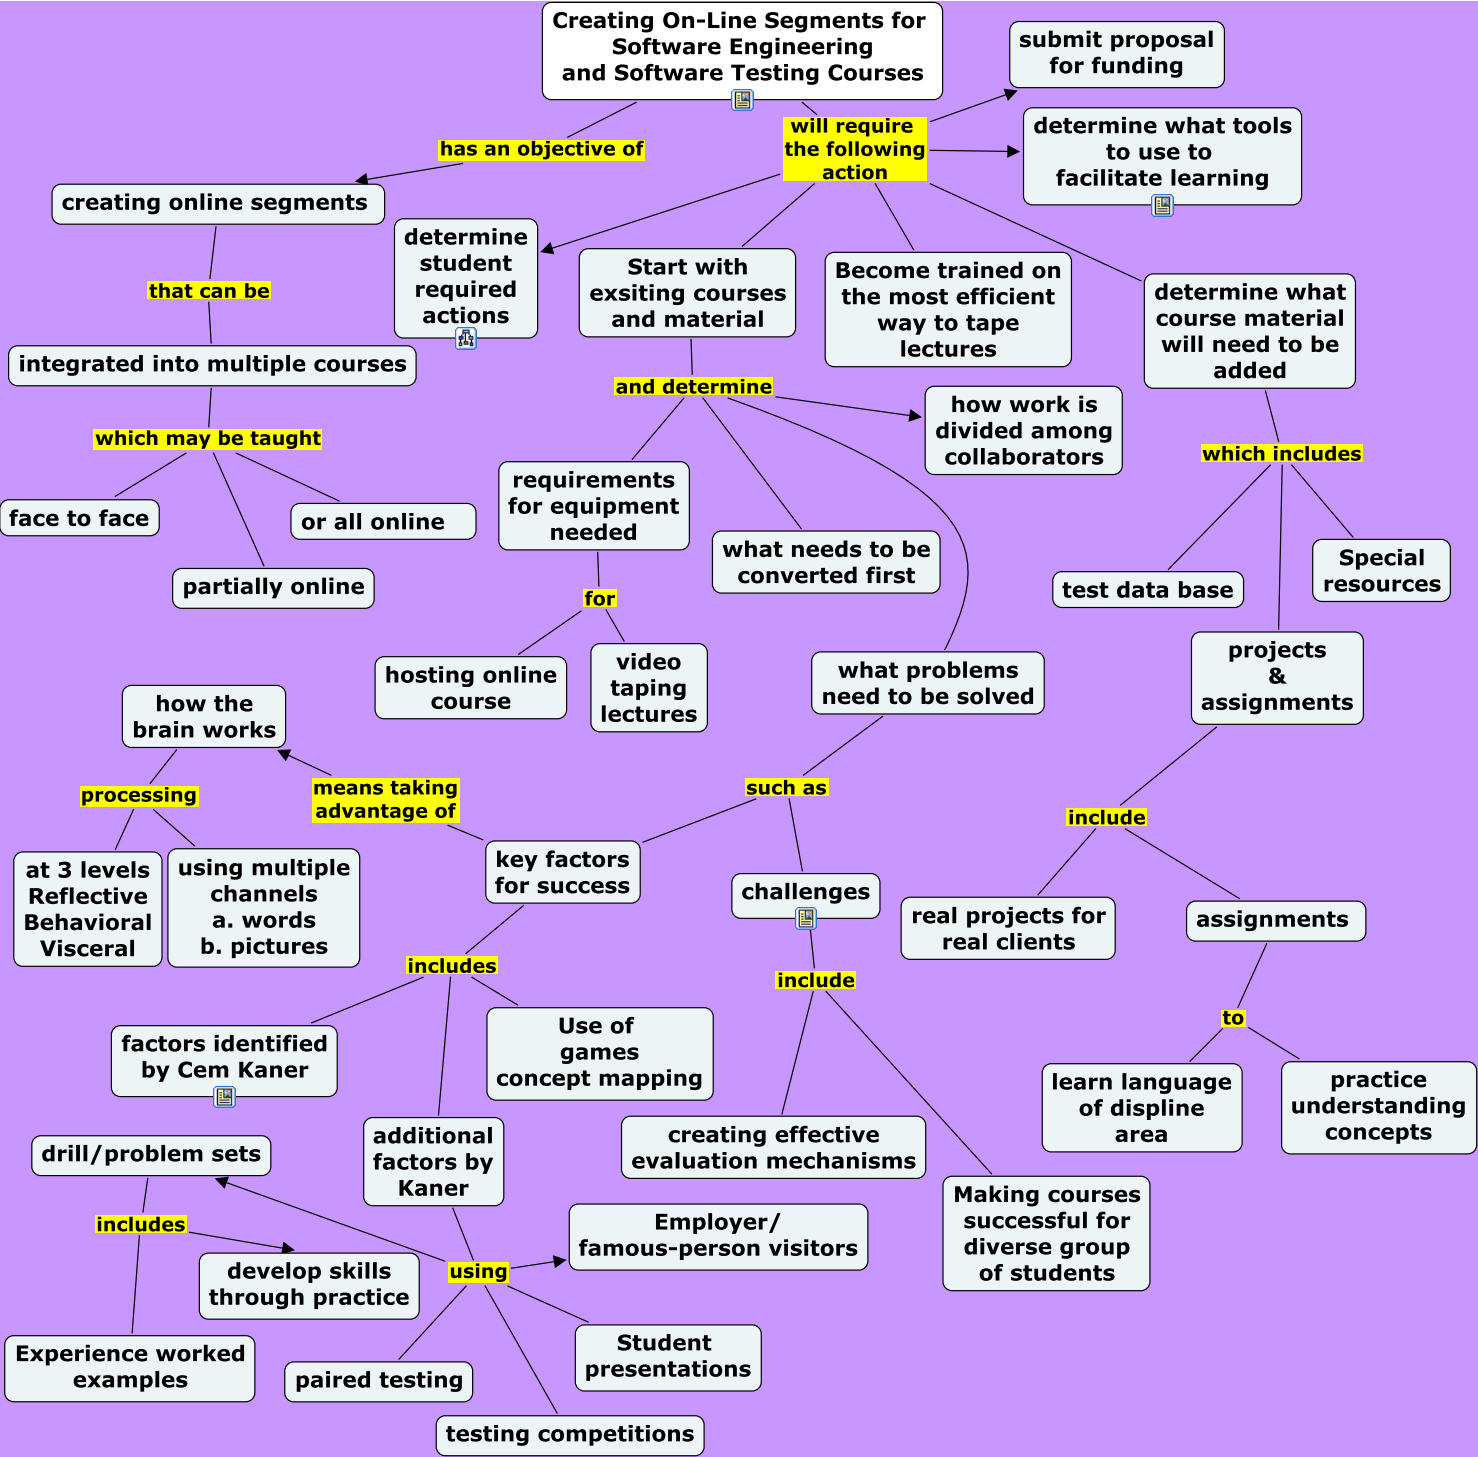 Creating On-Line Segments for
Software Engineering
and Software Testing Courses
submit proposal
for funding
has an objective of
will require
the following
action
determine what tools
to use to
facilitate learning
creating online segments
determine
student
required
actions
Start with
exsiting courses
and material
Become trained on
the most efficient
way to tape
lectures
determine what
course material
will need to be
added
that can be
integrated into multiple courses
and determine
how work is
divided among
collaborators
which may be taught
which includes
face to face
or all online
partially online
requirements
for equipment
needed
what needs to be
converted first
test data base
Special
resources
for
hosting online
course
video
taping
lectures
what problems
need to be solved
projects
&
assignments
how the
brain works
processing
means taking
advantage of
such as
include
at 3 levels
Reflective
Behavioral
Visceral
using multiple
channels
a. words
b. pictures
key factors
for success
challenges
real projects for
real clients
assignments
includes
include
to
factors identified
by Cem Kaner
Use of
games
concept mapping
learn language
of displine
area
practice
understanding
concepts
additional
factors by
Kaner
creating effective
evaluation mechanisms
Making courses
successful for
diverse group
of students
drill/problem sets
includes
develop skills
through practice
Experience worked
examples
using
Employer/
famous-person visitors
Student
presentations
paired testing
testing competitions